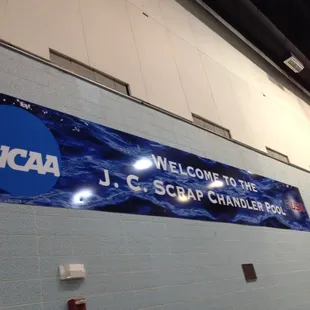 NCAA
WELCOME TO THE
J. C. SCRAP CHANDLER POOL